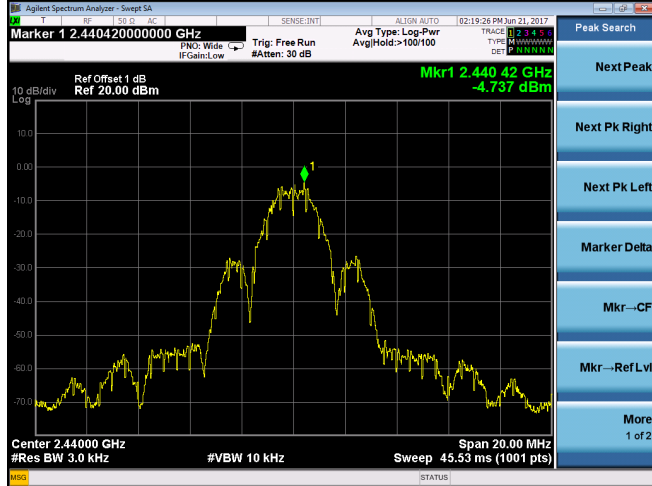 Agilent Spectrum Analyzer - Swept SA
LXI T RF 50 Ω AC SENSE:INT ALIGN AUTO 02:19:26 PM Jun 21, 2017
Marker 1 2.440420000000 GHz
PNO: Wide
IFGain:Low
Trig: Free Run
#Atten: 30 dB
Avg Type: Log-Pwr
Avg|Hold:>100/100
TRACE 1 2 3 4 5 6
TYPE M WWWWW
DET P N N N N N
Mkr1 2.440 42 GHz
-4.737 dBm
Ref Offset 1 dB
10 dB/div Ref 20.00 dBm
Log
10.0
0.00
-10.0
-20.0
-30.0
-40.0
-50.0
-60.0
-70.0
1
Center 2.44000 GHz Span 20.00 MHz
#Res BW 3.0 kHz #VBW 10 kHz Sweep 45.53 ms (1001 pts)
MSG STATUS
Peak Search
Next Peak
Next Pk Right
Next Pk Left
Marker Delta
Mkr→CF
Mkr→Ref Lvl
More
1 of 2